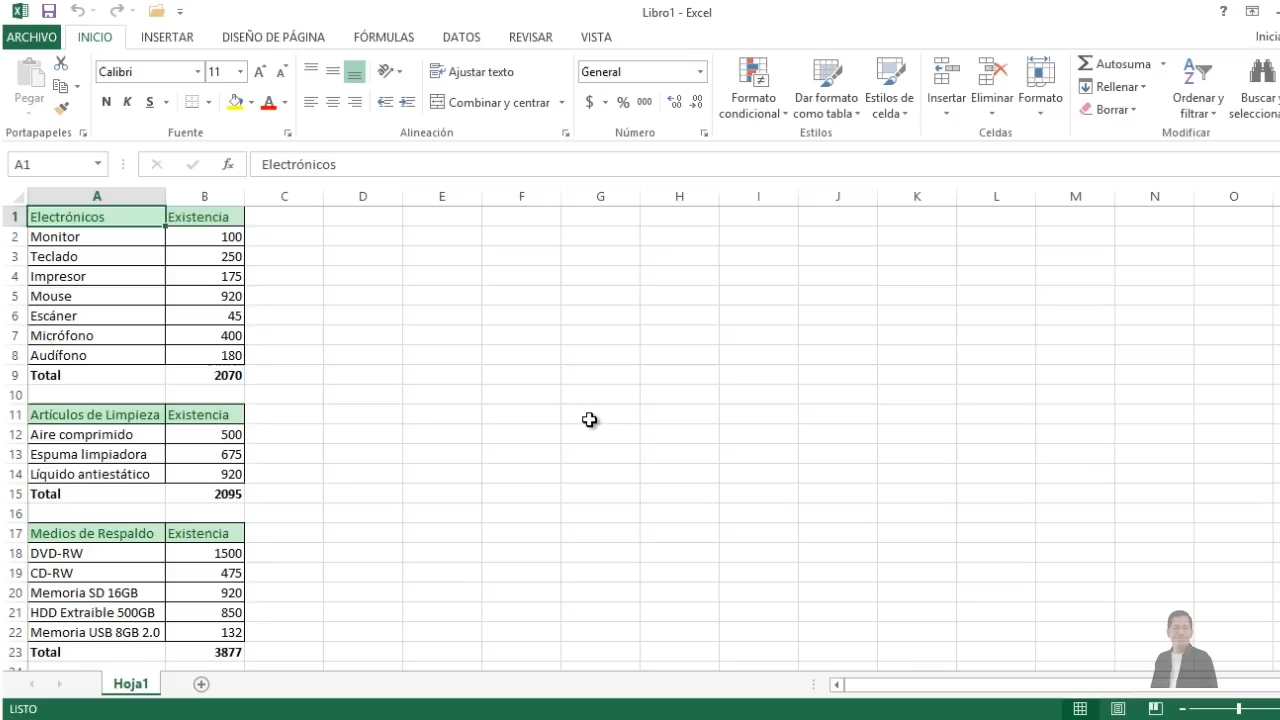 Libro1 - Excel
ARCHIVO INICIO INSERTAR DISEÑO DE PÁGINA FÓRMULAS DATOS REVISAR VISTA Inicia
Pegar
Portapapeles
Calibri 11
N K S
Fuente
Ajustar texto
Combinar y centrar
Alineación
General
$ % 000
Número
Formato condicional
Dar formato como tabla
Estilos de celda
Estilos
Insertar Eliminar Formato
Celdas
Autosuma
Rellenar
Borrar
Ordenar y filtrar
Buscar y
selecciona
Modificar
A1 fx Electrónicos
A B C D E F G H I J K L M N O
1 Electrónicos Existencia
2 Monitor 100
3 Teclado 250
4 Impresor 175
5 Mouse 920
6 Escáner 45
7 Micrófono 400
8 Audífono 180
9 Total 2070
10
11 Artículos de Limpieza Existencia
12 Aire comprimido 500
13 Espuma limpiadora 675
14 Líquido antiestático 920
15 Total 2095
16
17 Medios de Respaldo Existencia
18 DVD-RW 1500
19 CD-RW 475
20 Memoria SD 16GB 920
21 HDD Extraible 500GB 850
22 Memoria USB 8GB 2.0 132
23 Total 3877
Hoja1
LISTO